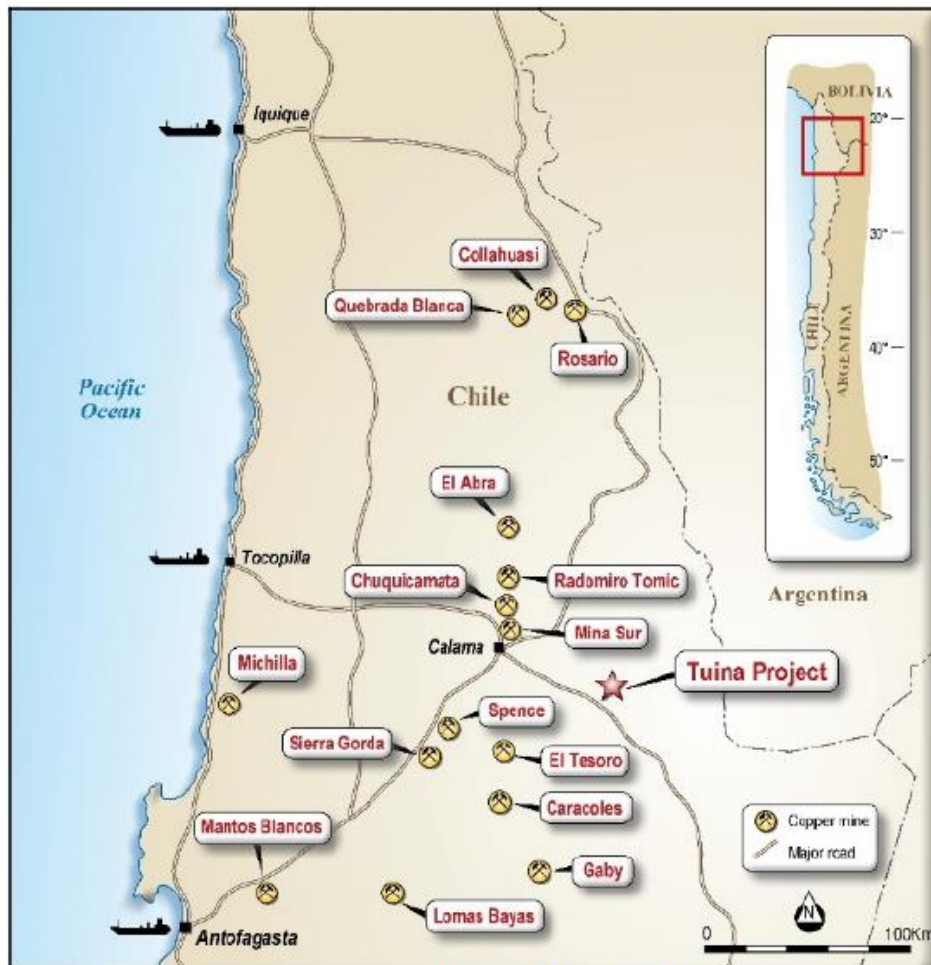 Iquique
BOLIVIA
20°
30°
CHILE
ARGENTINA
40°
50°
Collahuasi
Quebrada Blanca
Rosario
Pacific
Ocean
Chile
El Abra
Tocopilla
Chuquicamata
Radomiro Tomic
Argentina
Calama
Mina Sur
Michilla
Tuina Project
Spence
Sierra Gorda
El Tesoro
Caracoles
Mantos Blancos
Copper mine
Major road
Gaby
Lomas Bayas
N
Antofagasta
0 100Km